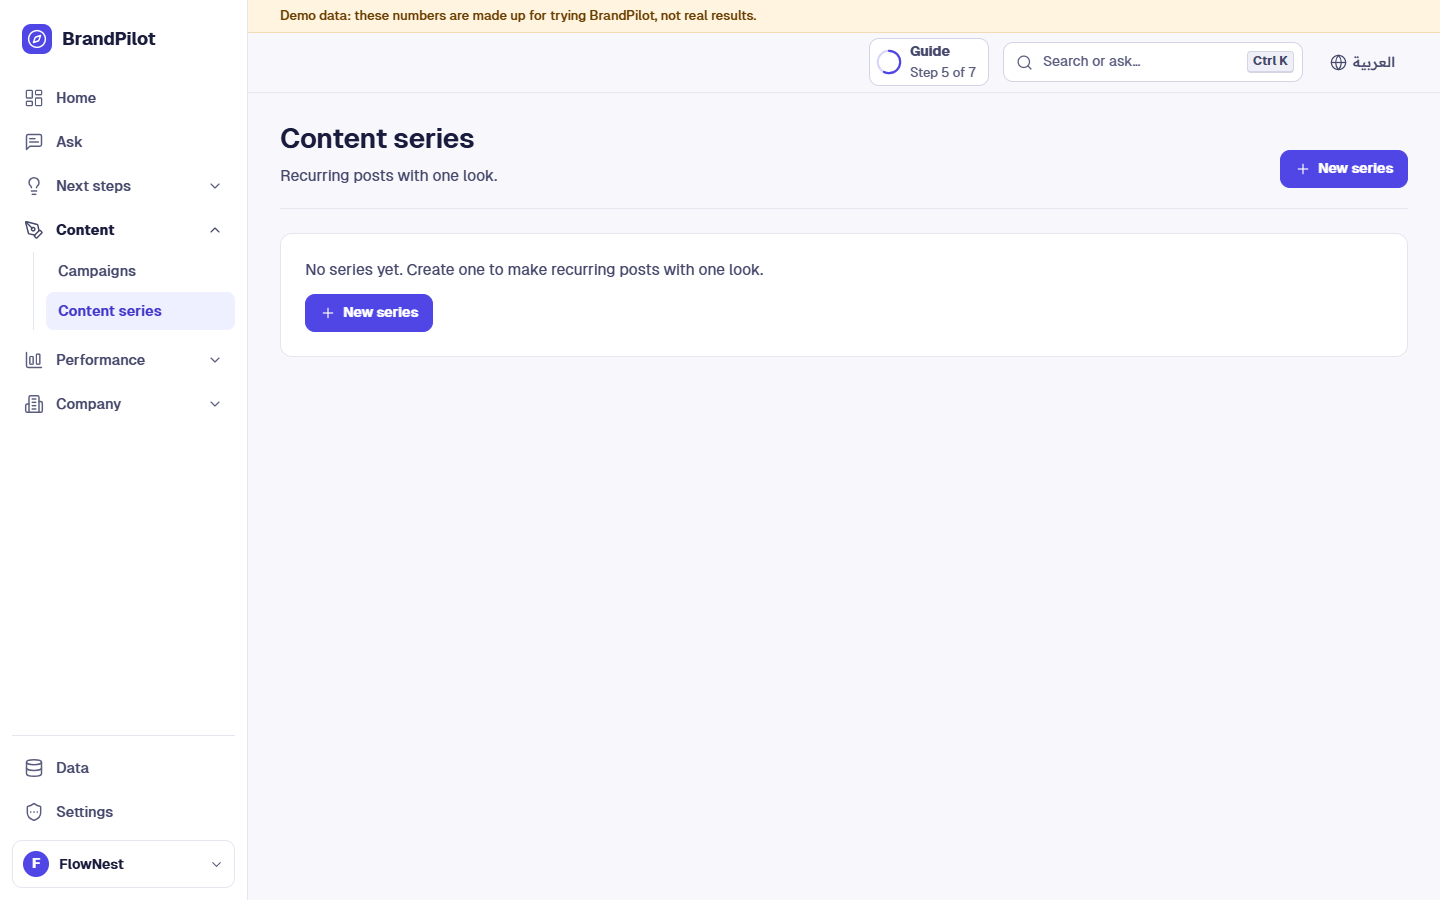 BrandPilot
Home
Ask
Next steps
Content
Campaigns
Content series
Performance
Company
Data
Settings
F
FlowNest
Demo data: these numbers are made up for trying BrandPilot, not real results.
Guide
Step 5 of 7
Search or ask...
Ctrl K
العربية
Content series
Recurring posts with one look.
New series
No series yet. Create one to make recurring posts with one look.
New series